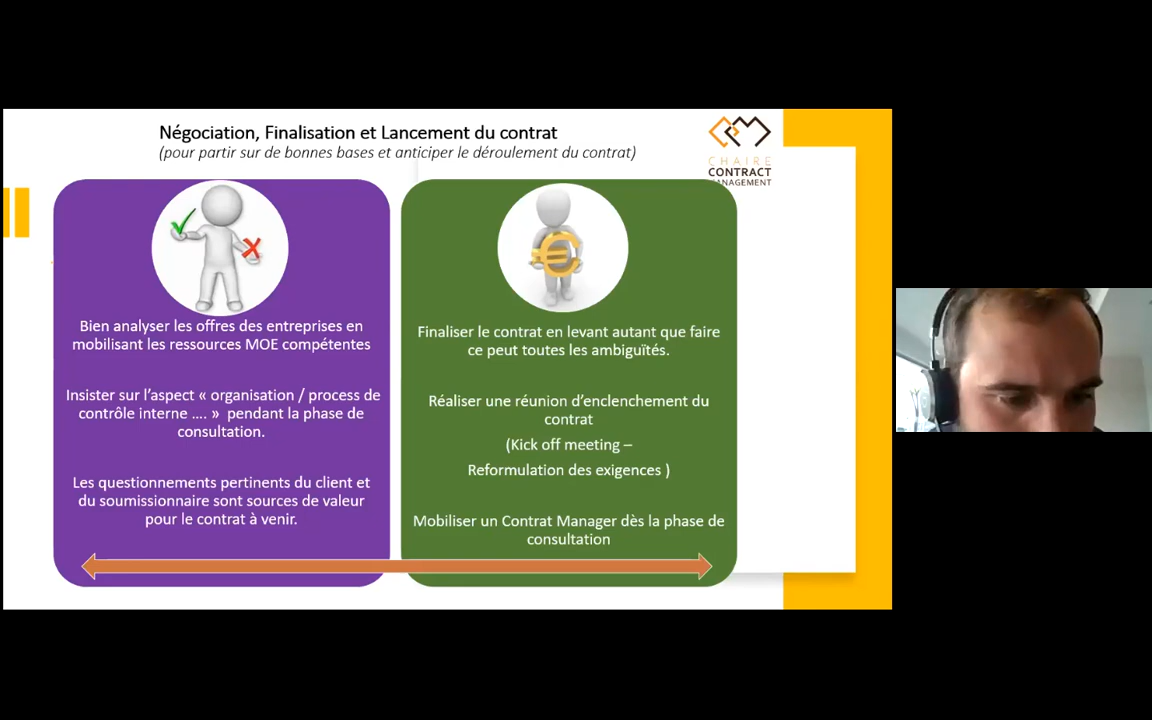 Négociation, Finalisation et Lancement du contrat
(pour partir sur de bonnes bases et anticiper le déroulement du contrat)
CHAIRE
CONTRACT
MANAGEMENT
Bien analyser les offres des entreprises en
mobilisant les ressources MOE compétentes
Insister sur l’aspect « organisation / process de
contrôle interne .... » pendant la phase de
consultation.
Les questionnements pertinents du client et
du soumissionnaire sont sources de valeur
pour le contrat à venir.
Finaliser le contrat en levant autant que faire
ce peut toutes les ambiguïtés.
Réaliser une réunion d’enclenchement du
contrat
(Kick off meeting –
Reformulation des exigences )
Mobiliser un Contrat Manager dès la phase de
consultation